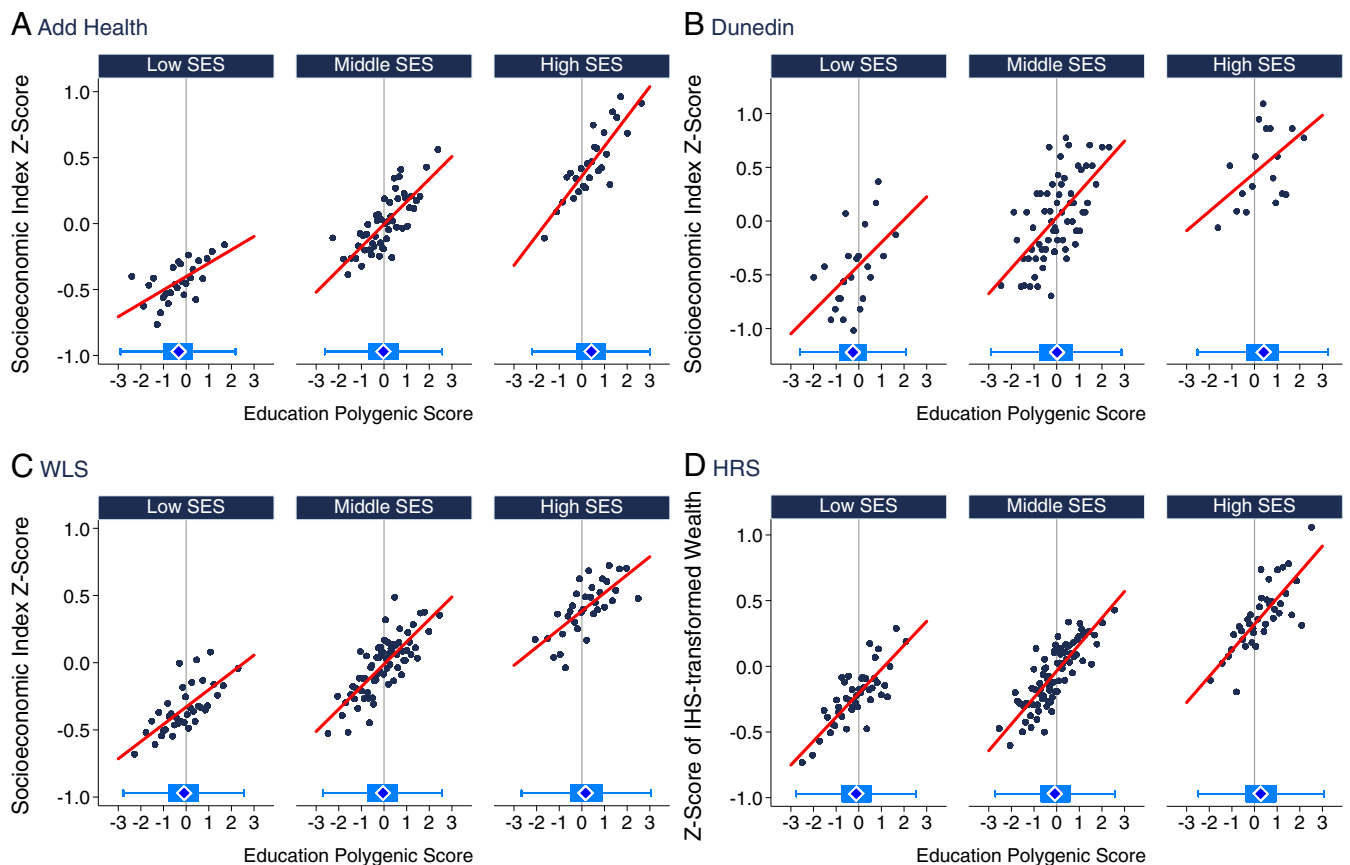 A Add Health
Low SES Middle SES High SES
Socioeconomic Index Z-Score
1.0
0.5
0.0
-0.5
-1.0
-3 -2 -1 0 1 2 3 -3 -2 -1 0 1 2 3 -3 -2 -1 0 1 2 3
Education Polygenic Score
B Dunedin
Low SES Middle SES High SES
Socioeconomic Index Z-Score
1.0
0.5
0.0
-0.5
-1.0
-3 -2 -1 0 1 2 3 -3 -2 -1 0 1 2 3 -3 -2 -1 0 1 2 3
Education Polygenic Score
C WLS
Low SES Middle SES High SES
Socioeconomic Index Z-Score
1.0
0.5
0.0
-0.5
-1.0
-3 -2 -1 0 1 2 3 -3 -2 -1 0 1 2 3 -3 -2 -1 0 1 2 3
Education Polygenic Score
D HRS
Low SES Middle SES High SES
Z-Score of IHS-transformed Wealth
1.0
0.5
0.0
-0.5
-1.0
-3 -2 -1 0 1 2 3 -3 -2 -1 0 1 2 3 -3 -2 -1 0 1 2 3
Education Polygenic Score